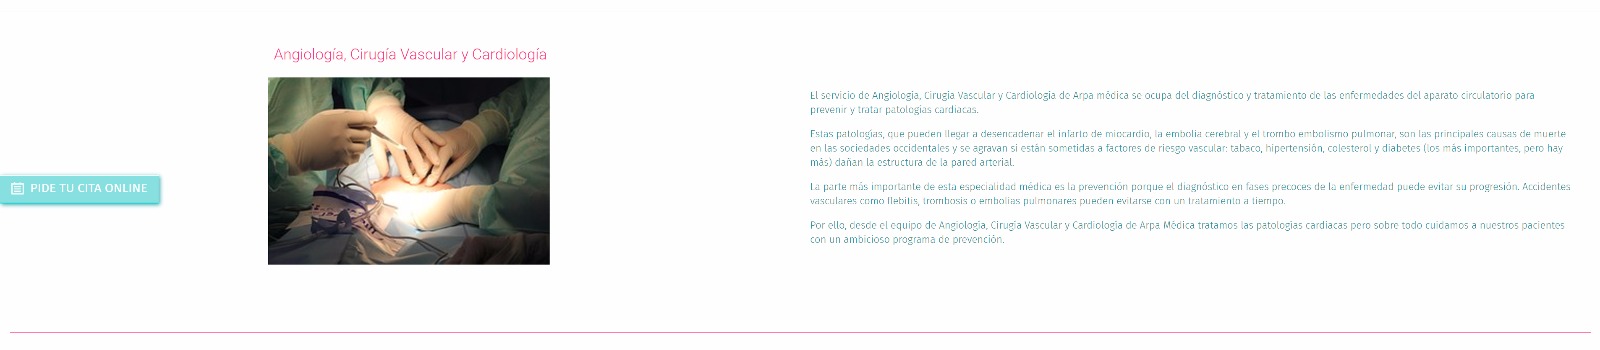 Angiología, Cirugía Vascular y Cardiología
El servicio de Angiología, Cirugía Vascular y Cardiología de Arpa médica se ocupa del diagnóstico y tratamiento de las enfermedades del aparato circulatorio para
prevenir y tratar patologías cardiacas.
Estas patologías, que pueden llegar a desencadenar el infarto de miocardio, la embolia cerebral y el trombo embolismo pulmonar, son las principales causas de muerte
en las sociedades occidentales y se agravan si están sometidas a factores de riesgo vascular: tabaco, hipertensión, colesterol y diabetes (los más importantes, pero hay
más) dañan la estructura de la pared arterial.
La parte más importante de esta especialidad médica es la prevención porque el diagnóstico en fases precoces de la enfermedad puede evitar su progresión. Accidentes
vasculares como flebitis, trombosis o embolias pulmonares pueden evitarse con un tratamiento a tiempo.
Por ello, desde el equipo de Angiología, Cirugía Vascular y Cardiología de Arpa Médica tratamos las patologías cardiacas pero sobre todo cuidamos a nuestros pacientes
con un ambicioso programa de prevención.
PIDE TU CITA ONLINE